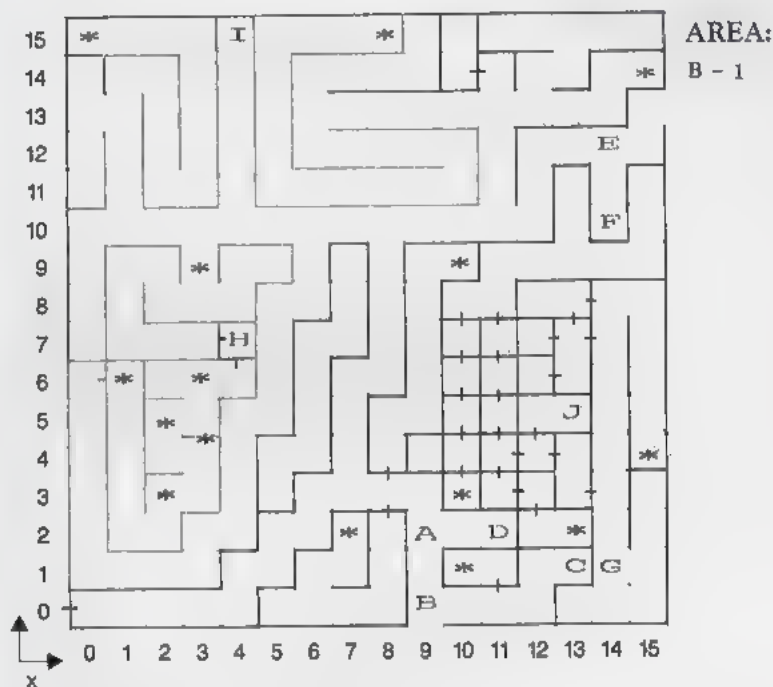 AREA:
B - 1
15 * I *
14 *
13
12 E
11
10 F
9 * *
8
7 H
6 * *
5 * J
4 * *
3 * *
2 * A D *
1 * C G
0 B
0 1 2 3 4 5 6 7 8 9 10 11 12 13 14 15
x